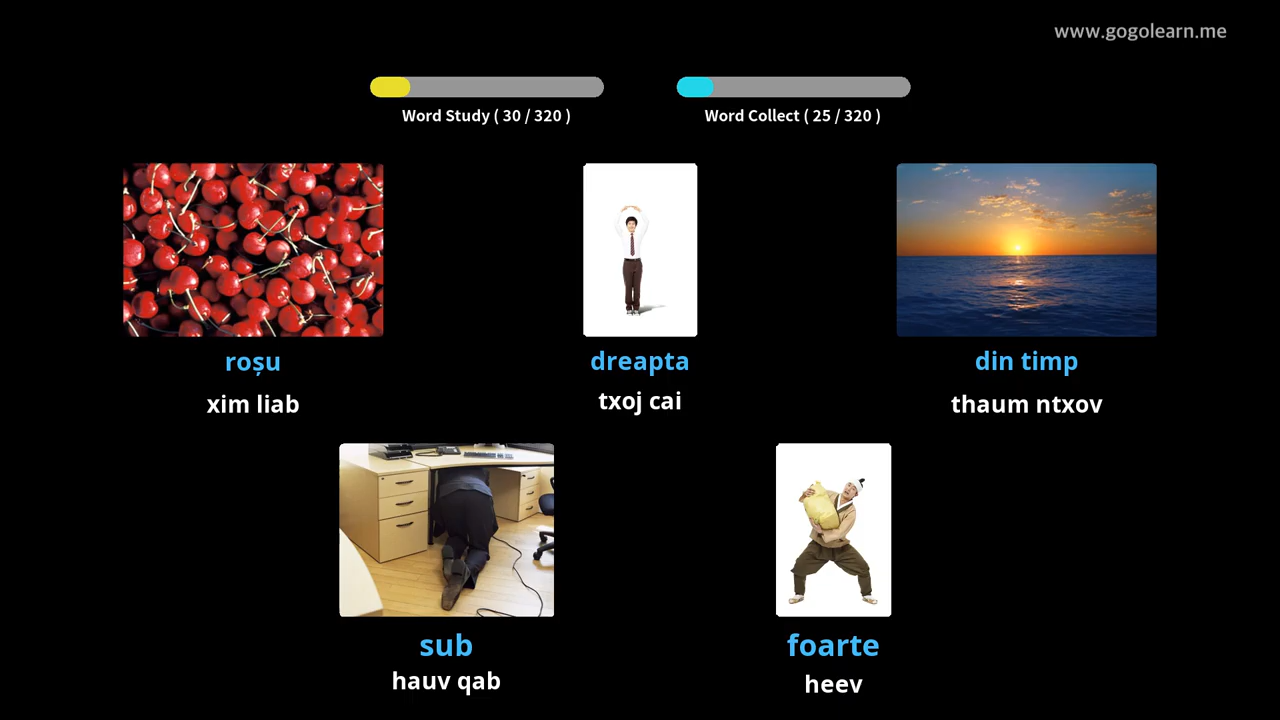 www.gogolearn.me
Word Study ( 30 / 320 )
Word Collect ( 25 / 320 )
roșu
dreapta
din timp
xim liab
txoj cai
thaum ntxov
sub
foarte
hauv qab
heev